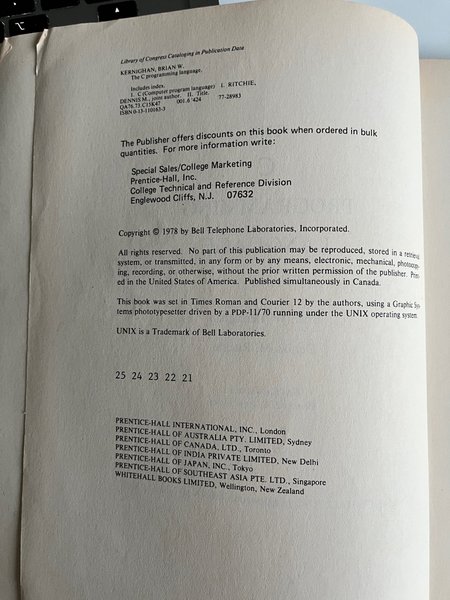 Library of Congress Cataloging in Publication Data
KERNIGHAN, BRIAN W.
The C programming language.
Includes index.
1. C (Computer program language) I. RITCHIE,
DENNIS M., joint author. II. Title.
QA76.73.C15K47 001.6'424 77-28983
ISBN 0-13-110163-3
The Publisher offers discounts on this book when ordered in bulk
quantities. For more information write:
Special Sales/College Marketing
Prentice-Hall, Inc.
College Technical and Reference Division
Englewood Cliffs, N.J. 07632
Copyright © 1978 by Bell Telephone Laboratories, Incorporated.
All rights reserved. No part of this publication may be reproduced, stored in a retrieval
system, or transmitted, in any form or by any means, electronic, mechanical, photocopy-
ing, recording, or otherwise, without the prior written permission of the publisher. Print-
ed in the United States of America. Published simultaneously in Canada.
This book was set in Times Roman and Courier 12 by the authors, using a Graphic Sys-
tems phototypesetter driven by a PDP-11/70 running under the UNIX operating system.
UNIX is a Trademark of Bell Laboratories.
25 24 23 22 21
PRENTICE-HALL INTERNATIONAL, INC., London
PRENTICE-HALL OF AUSTRALIA PTY. LIMITED, Sydney
PRENTICE-HALL OF CANADA, LTD., Toronto
PRENTICE-HALL OF INDIA PRIVATE LIMITED, New Delhi
PRENTICE-HALL OF JAPAN, INC., Tokyo
PRENTICE-HALL OF SOUTHEAST ASIA PTE. LTD., Singapore
WHITEHALL BOOKS LIMITED, Wellington, New Zealand